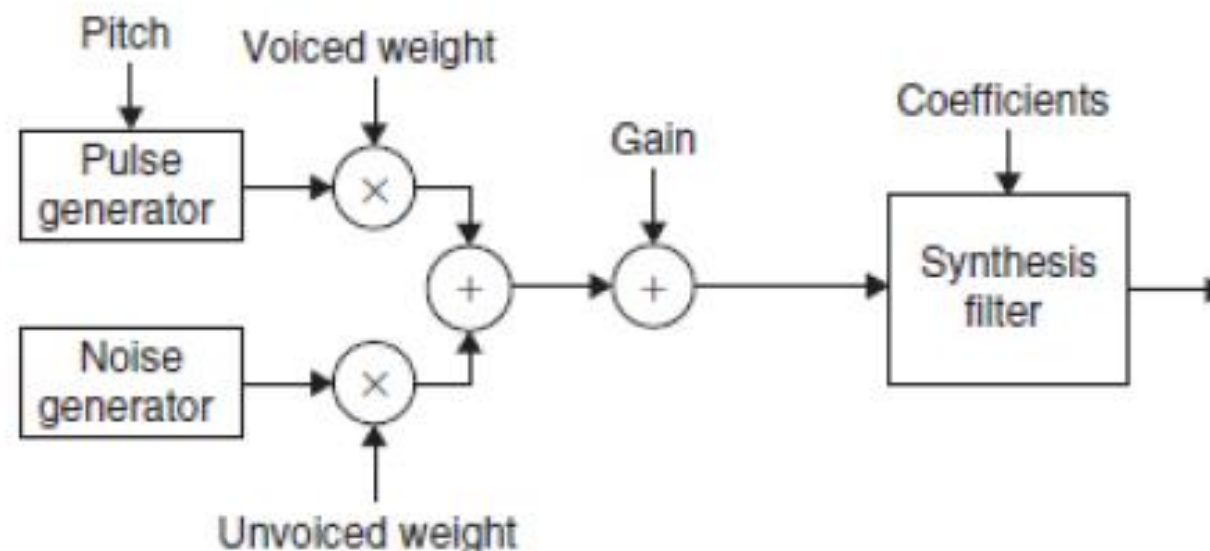 Pitch
Voiced weight
Pulse
generator
×
Gain
Coefficients
+
+
Synthesis
filter
Noise
generator
×
Unvoiced weight